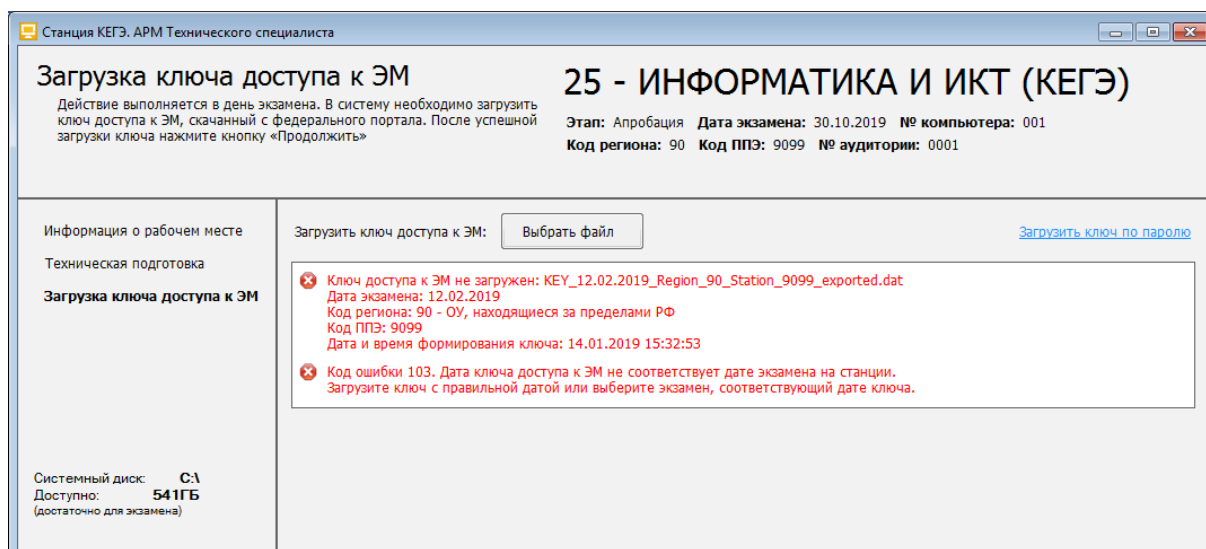 Станция КЕГЭ. АРМ Технического специалиста
Загрузка ключа доступа к ЭМ
Действие выполняется в день экзамена. В систему необходимо загрузить
ключ доступа к ЭМ, скачанный с федерального портала. После успешной
загрузки ключа нажмите кнопку «Продолжить»
25 - ИНФОРМАТИКА И ИКТ (КЕГЭ)
Этап: Апробация Дата экзамена: 30.10.2019 № компьютера: 001
Код региона: 90 Код ППЭ: 9099 № аудитории: 0001
Информация о рабочем месте
Техническая подготовка
Загрузка ключа доступа к ЭМ
Системный диск: C:\
Доступно: 541ГБ
(достаточно для экзамена)
Загрузить ключ доступа к ЭМ: Выбрать файл Загрузить ключ по паролю
Ключ доступа к ЭМ не загружен: KEY_12.02.2019_Region_90_Station_9099_exported.dat
Дата экзамена: 12.02.2019
Код региона: 90 - ОУ, находящиеся за пределами РФ
Код ППЭ: 9099
Дата и время формирования ключа: 14.01.2019 15:32:53
Код ошибки 103. Дата ключа доступа к ЭМ не соответствует дате экзамена на станции.
Загрузите ключ с правильной датой или выберите экзамен, соответствующий дате ключа.